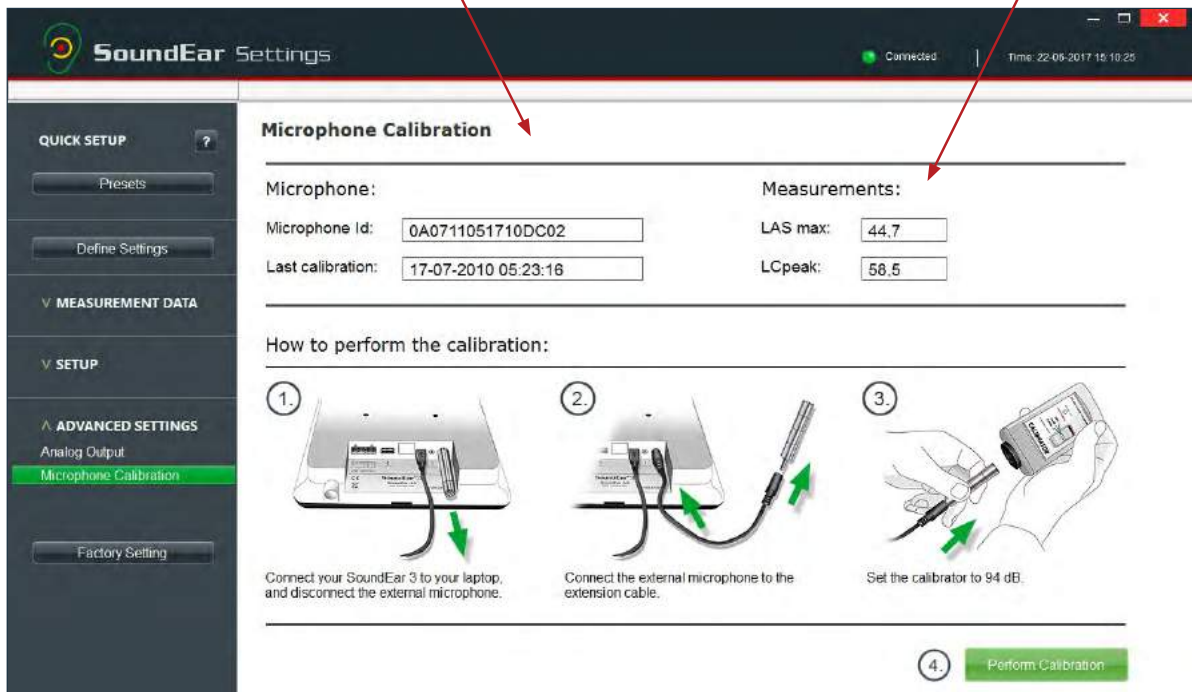 SoundEar Settings
Connected | Time: 22-06-2017 15:10:25
QUICK SETUP ?
Presets
Define Settings
V MEASUREMENT DATA
V SETUP
Λ ADVANCED SETTINGS
Analog Output
Microphone Calibration
Factory Setting
Microphone Calibration
Microphone:
Microphone Id: 0A0711051710DC02
Last calibration: 17-07-2010 05:23:16
Measurements:
LAS max: 44,7
LCpeak: 58,5
How to perform the calibration:
1.
Connect your SoundEar 3 to your laptop,
and disconnect the external microphone.
2.
Connect the external microphone to the
extension cable.
3.
CALIBRATOR
Set the calibrator to 94 dB.
4. Perform Calibration